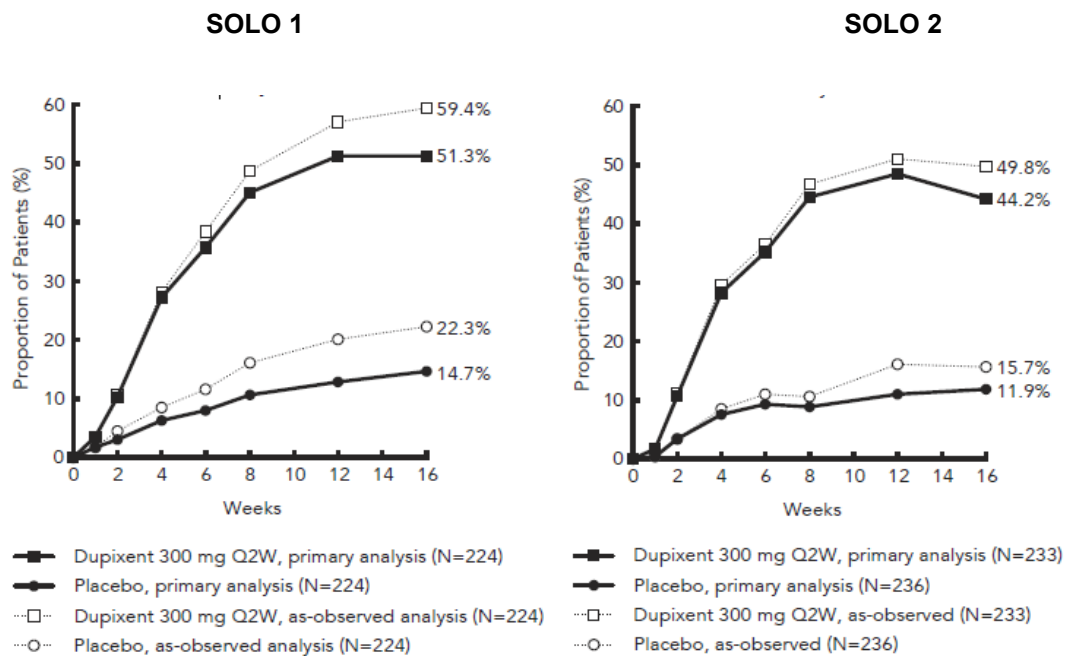 SOLO 1
60
50
40
30
20
10
0
Proportion of Patients (%)
59.4%
51.3%
22.3%
14.7%
0 2 4 6 8 10 12 14 16
Weeks
Dupixent 300 mg Q2W, primary analysis (N=224)
Placebo, primary analysis (N=224)
Dupixent 300 mg Q2W, as-observed analysis (N=224)
Placebo, as-observed analysis (N=224)
SOLO 2
60
50
40
30
20
10
0
Proportion of Patients (%)
49.8%
44.2%
15.7%
11.9%
0 2 4 6 8 10 12 14 16
Weeks
Dupixent 300 mg Q2W, primary analysis (N=233)
Placebo, primary analysis (N=236)
Dupixent 300 mg Q2W, as-observed (N=233)
Placebo, as-observed (N=236)